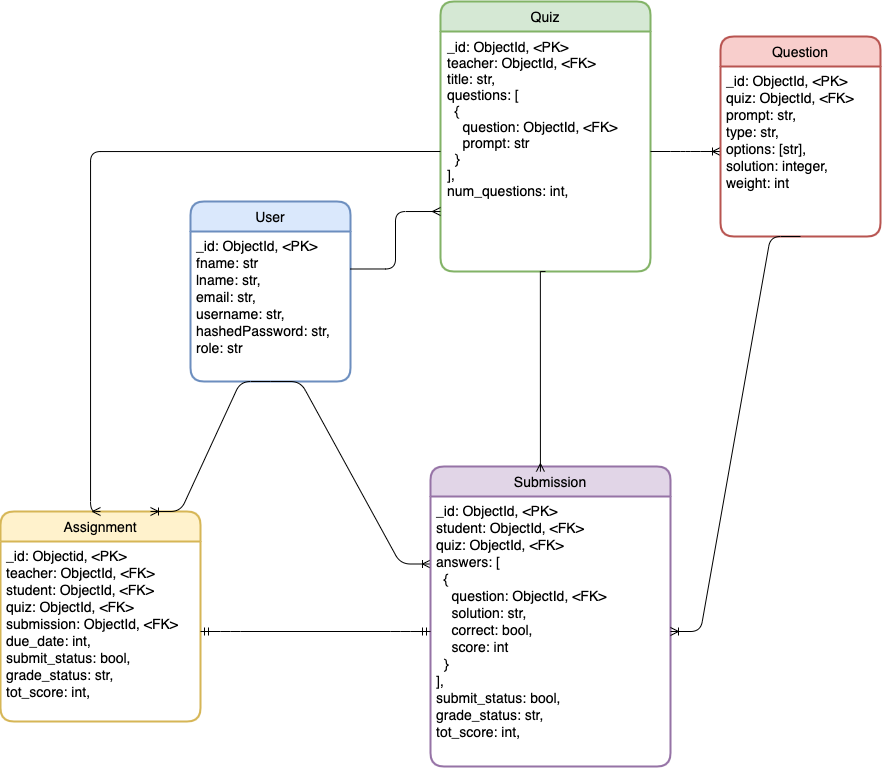 Quiz
_id: ObjectId, <PK>
teacher: ObjectId, <FK>
title: str,
questions: [
{
question: ObjectId, <FK>
prompt: str
}
],
num_questions: int,
Question
_id: ObjectId, <PK>
quiz: ObjectId, <FK>
prompt: str,
type: str,
options: [str],
solution: integer,
weight: int
User
_id: ObjectId, <PK>
fname: str
lname: str,
email: str,
username: str,
hashedPassword: str,
role: str
Submission
_id: ObjectId, <PK>
student: ObjectId, <FK>
quiz: ObjectId, <FK>
answers: [
{
question: ObjectId, <FK>
solution: str,
correct: bool,
score: int
}
],
submit_status: bool,
grade_status: str,
tot_score: int,
Assignment
_id: Objectid, <PK>
teacher: ObjectId, <FK>
student: ObjectId, <FK>
quiz: ObjectId, <FK>
submission: ObjectId, <FK>
due_date: int,
submit_status: bool,
grade_status: str,
tot_score: int,